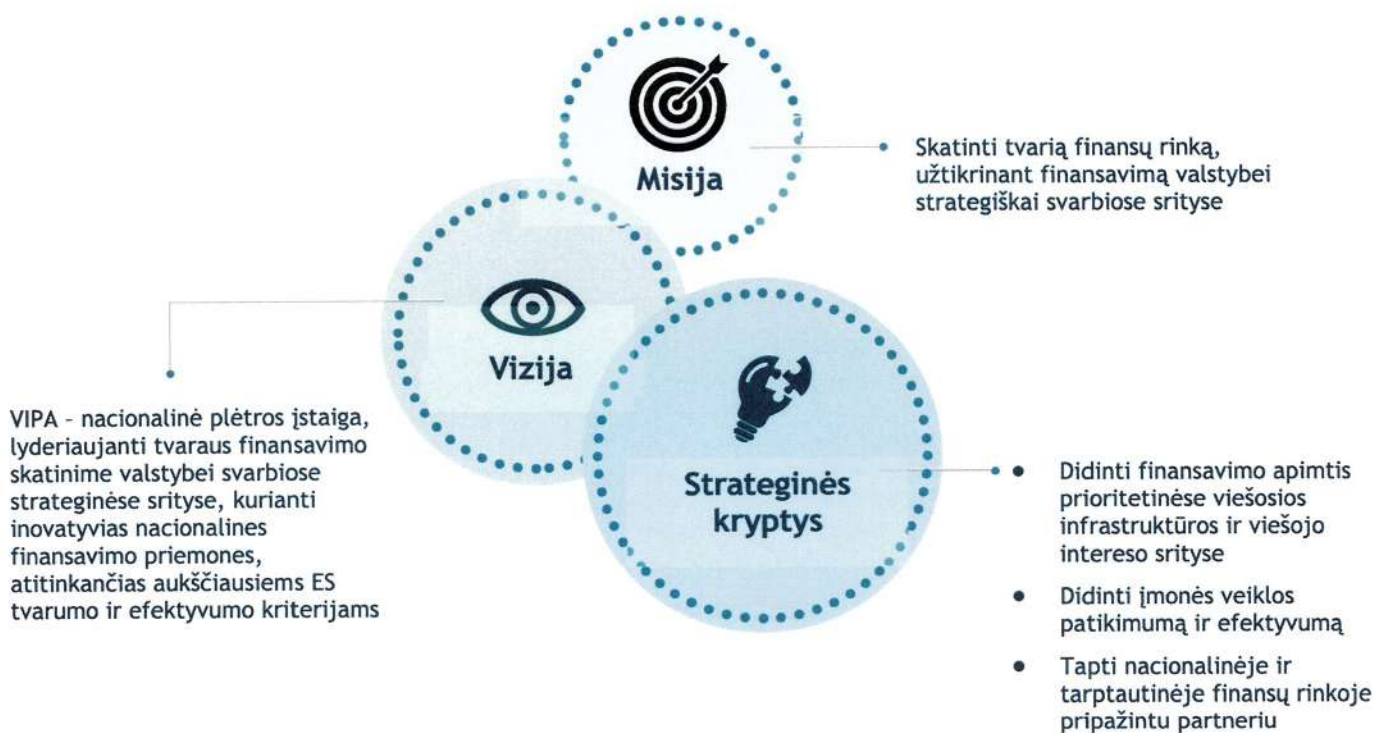 Misija
Skatinti tvarią finansų rinką,
užtikrinant finansavimą valstybei
strategiškai svarbiose srityse
Vizija
VIPA - nacionalinė plėtros įstaiga,
lyderiaujanti tvaraus finansavimo
skatinime valstybei svarbiose
strateginėse srityse, kurianti
inovatyvias nacionalines
finansavimo priemones,
atitinkančias aukščiausiems ES
tvarumo ir efektyvumo kriterijams
Strateginės
kryptys
• Didinti finansavimo apimtis
prioritetinėse viešosios
infrastruktūros ir viešojo
intereso srityse
• Didinti įmonės veiklos
patikimumą ir efektyvumą
• Tapti nacionalinėje ir
tarptautinėje finansų rinkoje
pripažintu partneriu